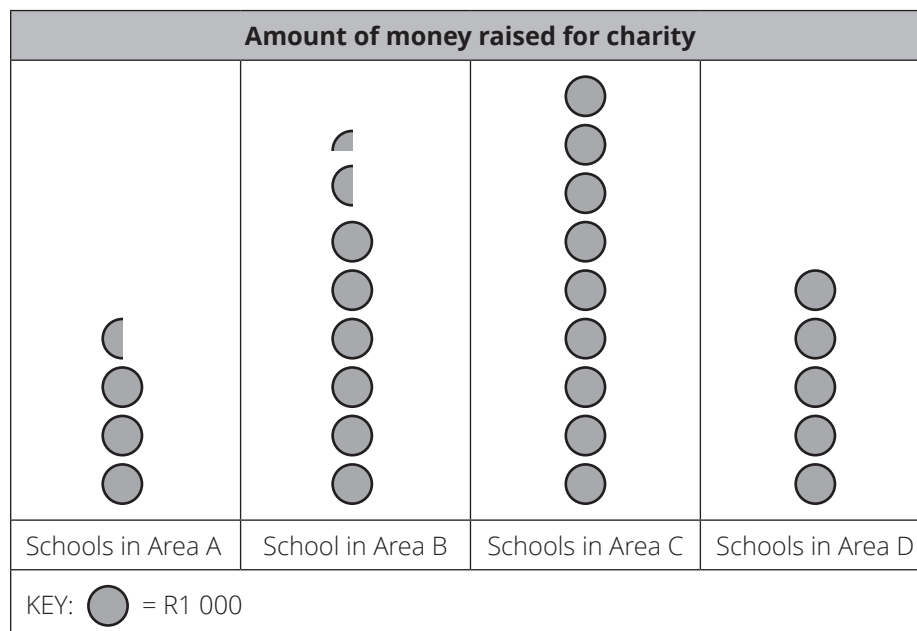 Amount of money raised for charity
Schools in Area A
School in Area B
Schools in Area C
Schools in Area D
KEY: = R1 000